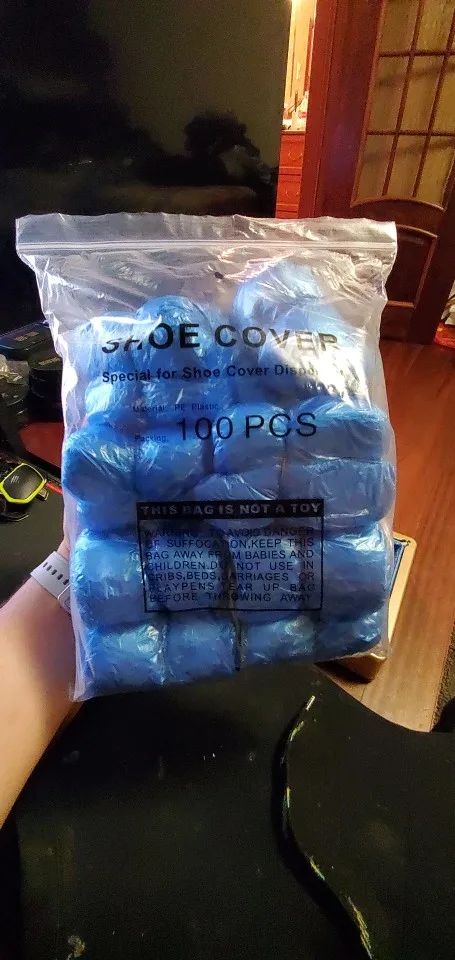 SHOE COVER
Special for Shoe Cover
Material: PE Plastic
Packing: 100 PCS
THIS BAG IS NOT A TOY
WARNING: TO AVOID DANGER
OF SUFFOCATION,KEEP THIS
BAG AWAY FROM BABIES AND
CHILDREN.DO NOT USE IN
CRIBS,BEDS,CARRIAGES OR
PLAYPENS TEAR UP BAG
BEFORE THROWING AWAY